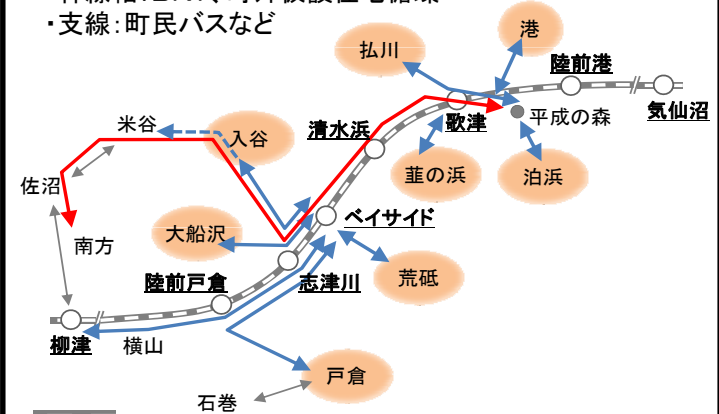 ・支線：町民バスなど
港
払川
陸前港
米谷
入谷
清水浜
歌津
平成の森
気仙沼
佐沼
韮の浜
泊浜
南方
大船沢
ベイサイド
陸前戸倉
志津川
荒砥
柳津
横山
戸倉
石巻